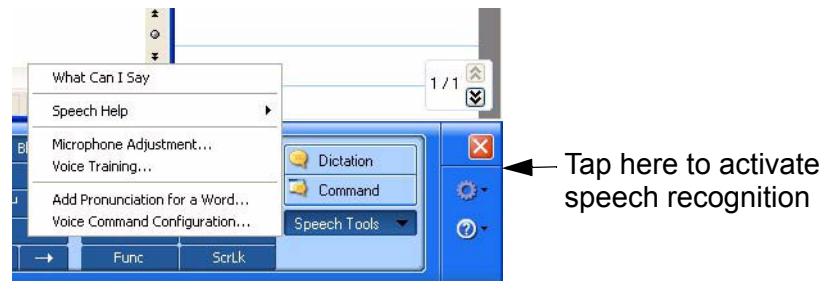 What Can I Say
Speech Help
Microphone Adjustment...
Voice Training...
Add Pronunciation for a Word...
Voice Command Configuration...
1 / 1
Dictation
Command
Speech Tools
Func
ScrLk
Tap here to activate
speech recognition